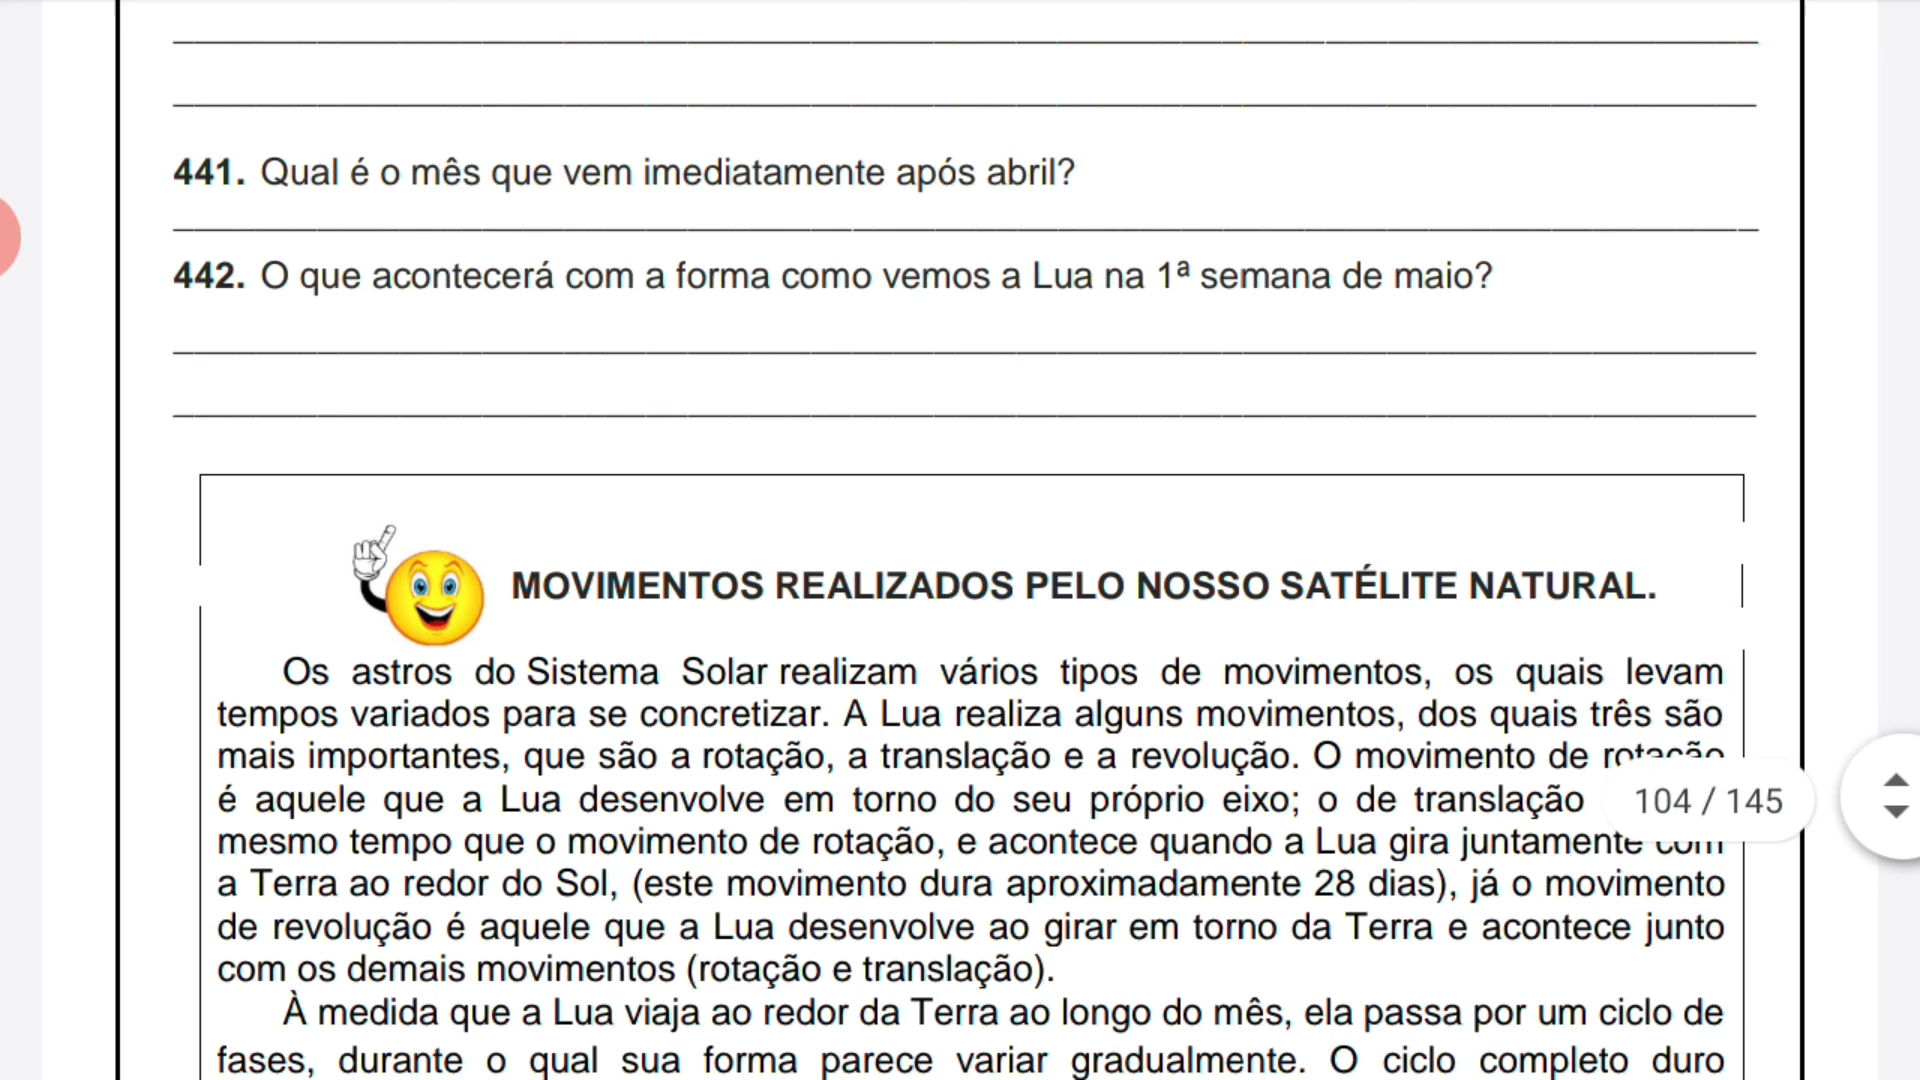 441. Qual é o mês que vem imediatamente após abril?
442. O que acontecerá com a forma como vemos a Lua na 1ª semana de maio?
MOVIMENTOS REALIZADOS PELO NOSSO SATÉLITE NATURAL.
Os astros do Sistema Solar realizam vários tipos de movimentos, os quais levam
tempos variados para se concretizar. A Lua realiza alguns movimentos, dos quais três são
mais importantes, que são a rotação, a translação e a revolução. O movimento de rotação
é aquele que a Lua desenvolve em torno do seu próprio eixo; o de translação
104 / 145
mesmo tempo que o movimento de rotação, e acontece quando a Lua gira juntamente com
a Terra ao redor do Sol, (este movimento dura aproximadamente 28 dias), já o movimento
de revolução é aquele que a Lua desenvolve ao girar em torno da Terra e acontece junto
com os demais movimentos (rotação e translação).
À medida que a Lua viaja ao redor da Terra ao longo do mês, ela passa por um ciclo de
fases, durante o qual sua forma parece variar gradualmente. O ciclo completo duro